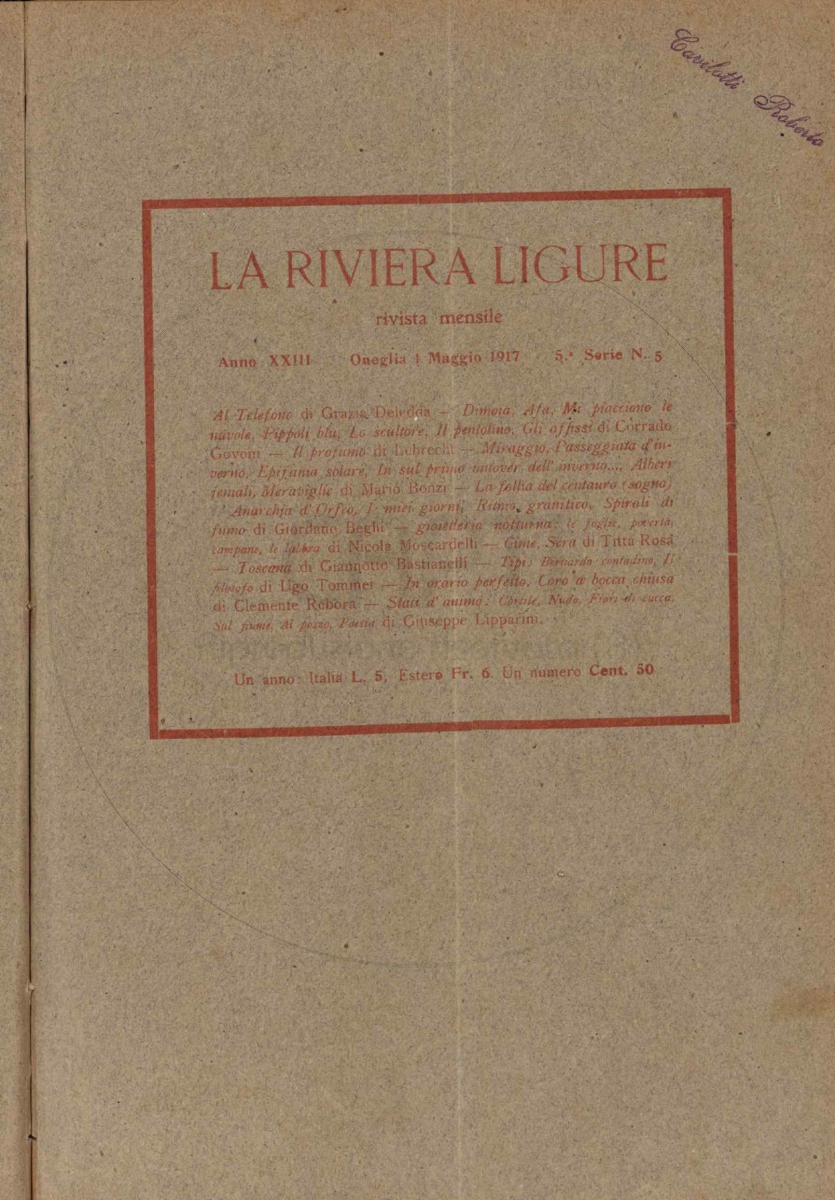 Cavilotti Roberto
LA RIVIERA LIGURE
rivista mensile
Anno XXIII Oneglia 1 Maggio 1917 5.ª Serie N. 5
Al Telefono di Grazia Deledda — Dimora, Afa, Mi piacciono le
nuvole, Pippoli blu, Lo scultore, Il pentolino, Gli affissi di Corrado
Govoni — Il profumo di Lebrecht — Miraggio, Passeggiata d'in-
verno, Epifania solare, In sul primo dell' inverno...., Alberi
iemali, Meraviglie di Mario Bonzi — La follia del centauro (sogno)
Anarchia d'Orfeo, I miei giorni, Ritmo granitico, Spirali di
fumo di Giordano Beghi — gioielleria notturna: le foglie, povertà,
campane, le labbra di Nicola Moscardelli — Cime, Sera di Titta Rosa
— Toscana di Giannotto Bastianelli — Tipi: Bernardo contadino, Il
filosofo di Ugo Tommei — In orario perfetto, Coro a bocca chiusa
di Clemente Rebora — Stati d' animo: Cortile, Nudo, Fiori di zucca,
Sul fiume, Al pozzo, Poesia di Giuseppe Lipparini.
Un anno: Italia L. 5, Estero Fr. 6. Un numero Cent. 50